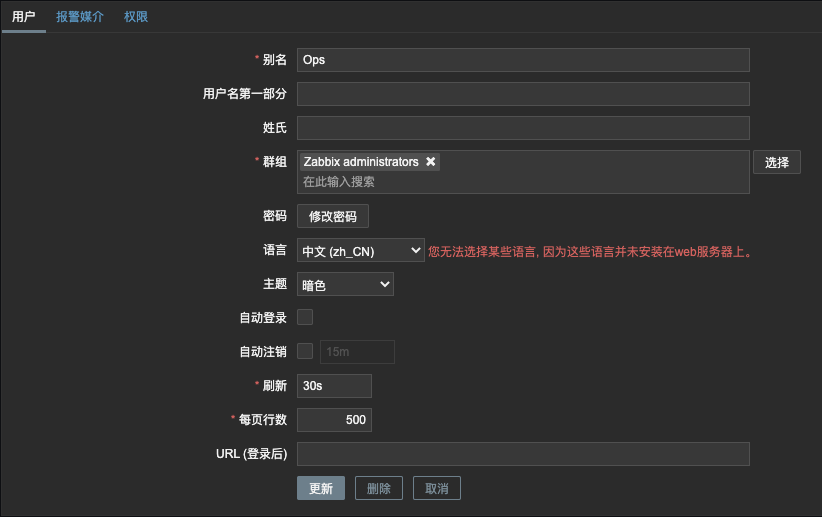 用户 报警媒介 权限
* 别名 Ops
用户名第一部分
姓氏
* 群组 Zabbix administrators ✖ 选择
在此输入搜索
密码 修改密码
语言 中文 (zh_CN) 您无法选择某些语言, 因为这些语言并未安装在web服务器上。
主题 暗色
自动登录
自动注销 15m
* 刷新 30s
* 每页行数 500
URL (登录后)
更新 删除 取消